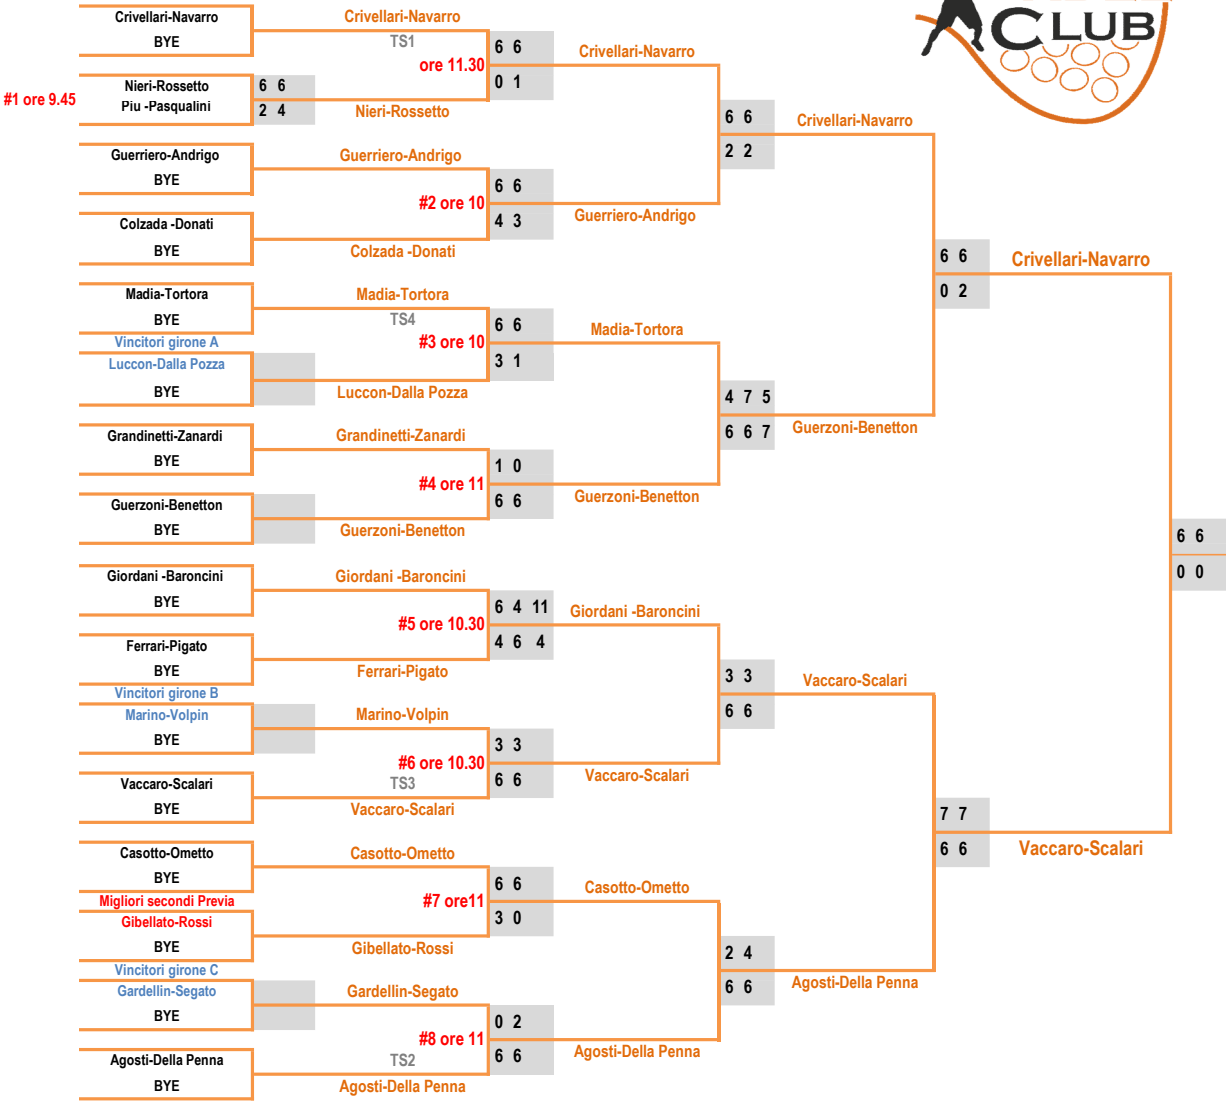 CLUB
Crivellari-Navarro
BYE
#1 ore 9.45
Nieri-Rossetto
Piu -Pasqualini
6 6
2 4
Guerriero-Andrigo
BYE
Colzada -Donati
BYE
Madia-Tortora
BYE
Vincitori girone A
Luccon-Dalla Pozza
BYE
Grandinetti-Zanardi
BYE
Guerzoni-Benetton
BYE
Giordani -Baroncini
BYE
Ferrari-Pigato
BYE
Vincitori girone B
Marino-Volpin
BYE
Vaccaro-Scalari
BYE
Casotto-Ometto
BYE
Migliori secondi Previa
Gibellato-Rossi
BYE
Vincitori girone C
Gardellin-Segato
BYE
Agosti-Della Penna
BYE
Crivellari-Navarro
TS1
ore 11.30
Nieri-Rossetto
6 6
0 1
Guerriero-Andrigo
#2 ore 10
Colzada -Donati
6 6
4 3
Madia-Tortora
TS4
#3 ore 10
Luccon-Dalla Pozza
6 6
3 1
Grandinetti-Zanardi
#4 ore 11
Guerzoni-Benetton
1 0
6 6
Giordani -Baroncini
#5 ore 10.30
Ferrari-Pigato
6 4 11
4 6 4
Marino-Volpin
#6 ore 10.30
TS3
Vaccaro-Scalari
3 3
6 6
Casotto-Ometto
#7 ore11
Gibellato-Rossi
6 6
3 0
Gardellin-Segato
#8 ore 11
TS2
Agosti-Della Penna
0 2
6 6
Crivellari-Navarro
Guerriero-Andrigo
6 6
2 2
Madia-Tortora
Guerzoni-Benetton
4 7 5
6 6 7
Giordani -Baroncini
Vaccaro-Scalari
3 3
6 6
Casotto-Ometto
Agosti-Della Penna
2 4
6 6
Crivellari-Navarro
Guerzoni-Benetton
6 6
0 2
Vaccaro-Scalari
Agosti-Della Penna
7 7
6 6
Crivellari-Navarro
Vaccaro-Scalari
6 6
0 0